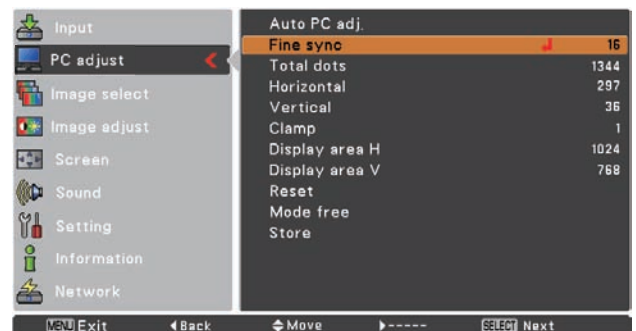 Input
PC adjust
Image select
Image adjust
Screen
Sound
Setting
Information
Network
Auto PC adj.
Fine sync 16
Total dots 1344
Horizontal 297
Vertical 36
Clamp 1
Display area H 1024
Display area V 768
Reset
Mode free
Store
MENU Exit Back Move ----- SELECT Next